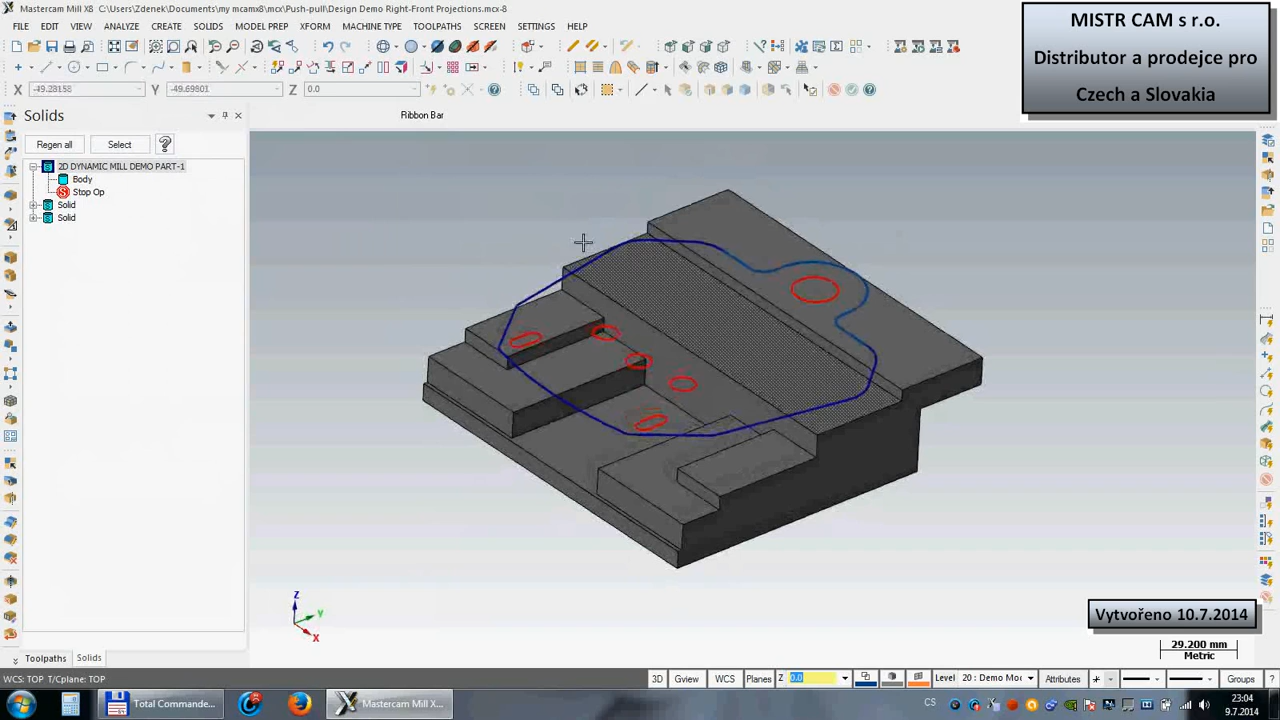 Mastercam Mill X8 C:\Users\Zdenek\Documents\my mcamx8\mcx\Push-pull\Design Demo Right-Front Projections.mcx-8
FILE EDIT VIEW ANALYZE CREATE SOLIDS MODEL PREP XFORM MACHINE TYPE TOOLPATHS SCREEN SETTINGS HELP
MISTR CAM s r.o.
Distributor a prodejce pro
Czech a Slovakia
X -49.28158 Y -49.69801 Z 0.0
Solids
Ribbon Bar
Regen all Select
2D DYNAMIC MILL DEMO PART-1
Body
Stop Op
Solid
Solid
Z
Y
X
Vytvořeno 10.7.2014
29.200 mm
Metric
Toolpaths Solids
WCS: TOP T/Cplane: TOP 3D Gview WCS Planes Z 0.0 Level 20 : Demo Moc Attributes Groups ?
Total Commande... Mastercam Mill X... CS 23:04
9.7.2014